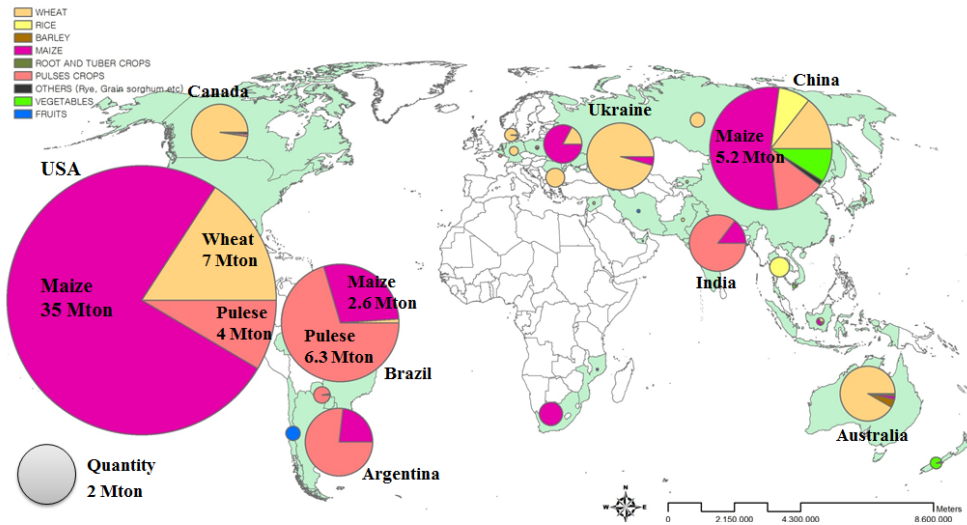 WHEAT
RICE
BARLEY
MAIZE
ROOT AND TUBER CROPS
PULSES CROPS
OTHERS (Rye, Grain sorghum etc)
VEGETABLES
FRUITS
Canada
USA
Ukraine
China
Maize
5.2 Mton
Wheat
7 Mton
Maize
35 Mton
Pulese
4 Mton
Maize
2.6 Mton
Pulese
6.3 Mton
Brazil
India
Argentina
Australia
Quantity
2 Mton
N
W E
S
Meters
0 2.150.000 4.300.000 8.600.000